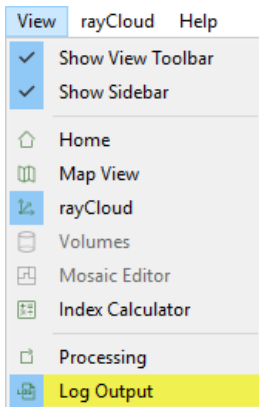 View rayCloud Help
Show View Toolbar
Show Sidebar
Home
Map View
rayCloud
Volumes
Mosaic Editor
Index Calculator
Processing
Log Output